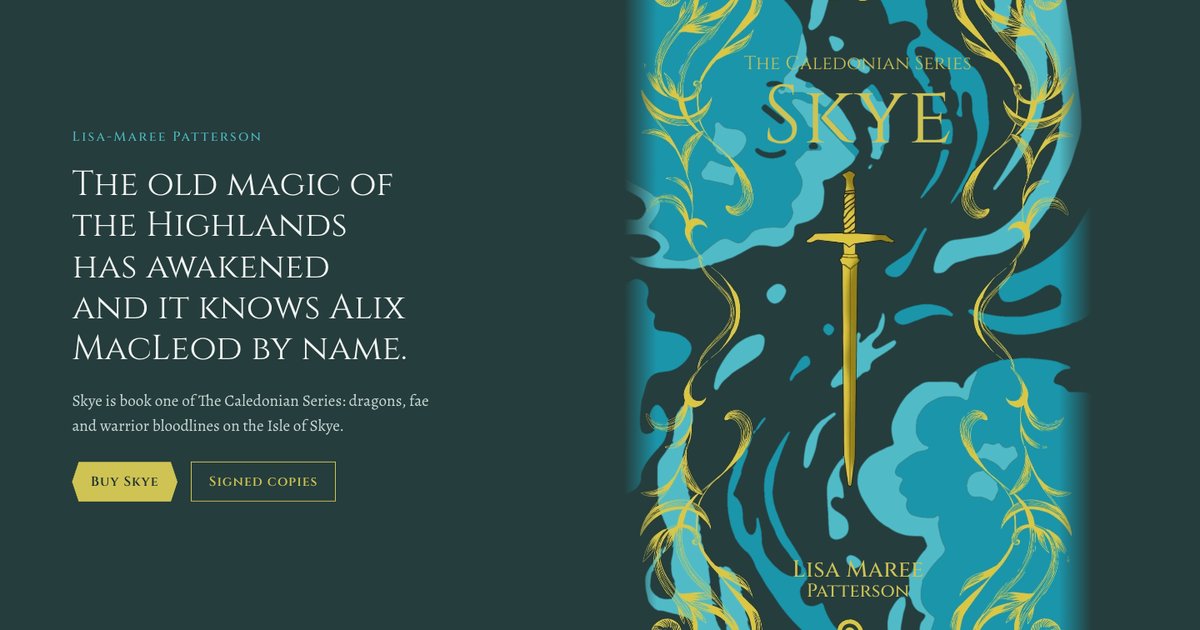 Lisa-Maree Patterson
The old magic of
the Highlands
has awakened
and it knows Alix
MacLeod by name.
Skye is book one of The Caledonian Series: dragons, fae
and warrior bloodlines on the Isle of Skye.
Buy Skye
Signed copies
The Caledonian Series
Skye
Lisa Maree
Patterson